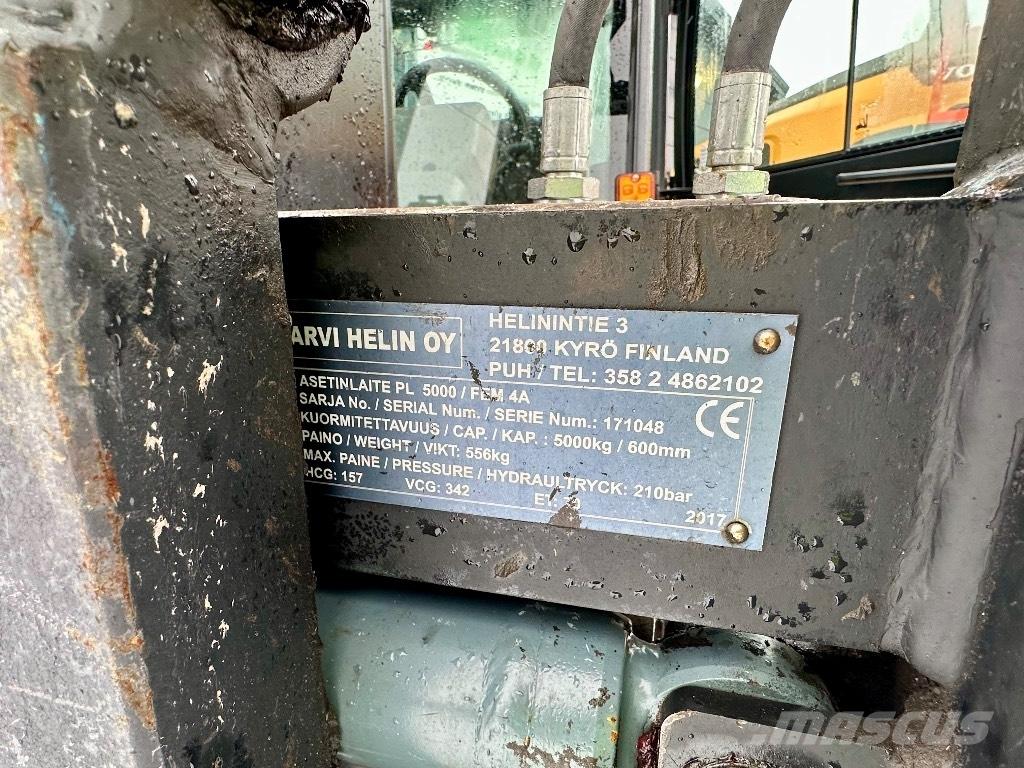 ARVI HELIN OY
HELININTIE 3
KYRÖ FINLAND
PUH / TEL: 358 2 4862102
ASETINLAITE PL 5000 / FEM 4A
SARJA No. / SERIAL Num. / SERIE Num.: 171048
KUORMITETTAVUUS / CAP. / KAP. : 5000kg / 600mm
PAINO / WEIGHT / VIKT: 556kg
MAX. PAINE / PRESSURE / HYDRAULTRYCK: 210bar
HCG: 157 VCG: 342
2017
CE
MASCUS